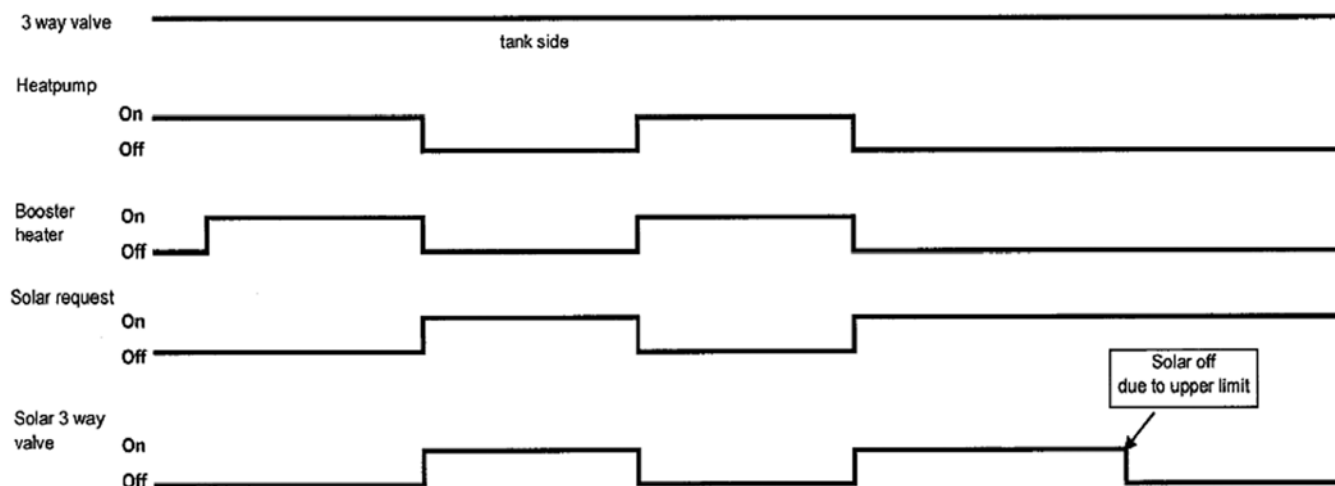 3 way valve
tank side
Heatpump
On
Off
Booster
heater
On
Off
Solar request
On
Off
Solar off
due to upper limit
Solar 3 way
valve
On
Off